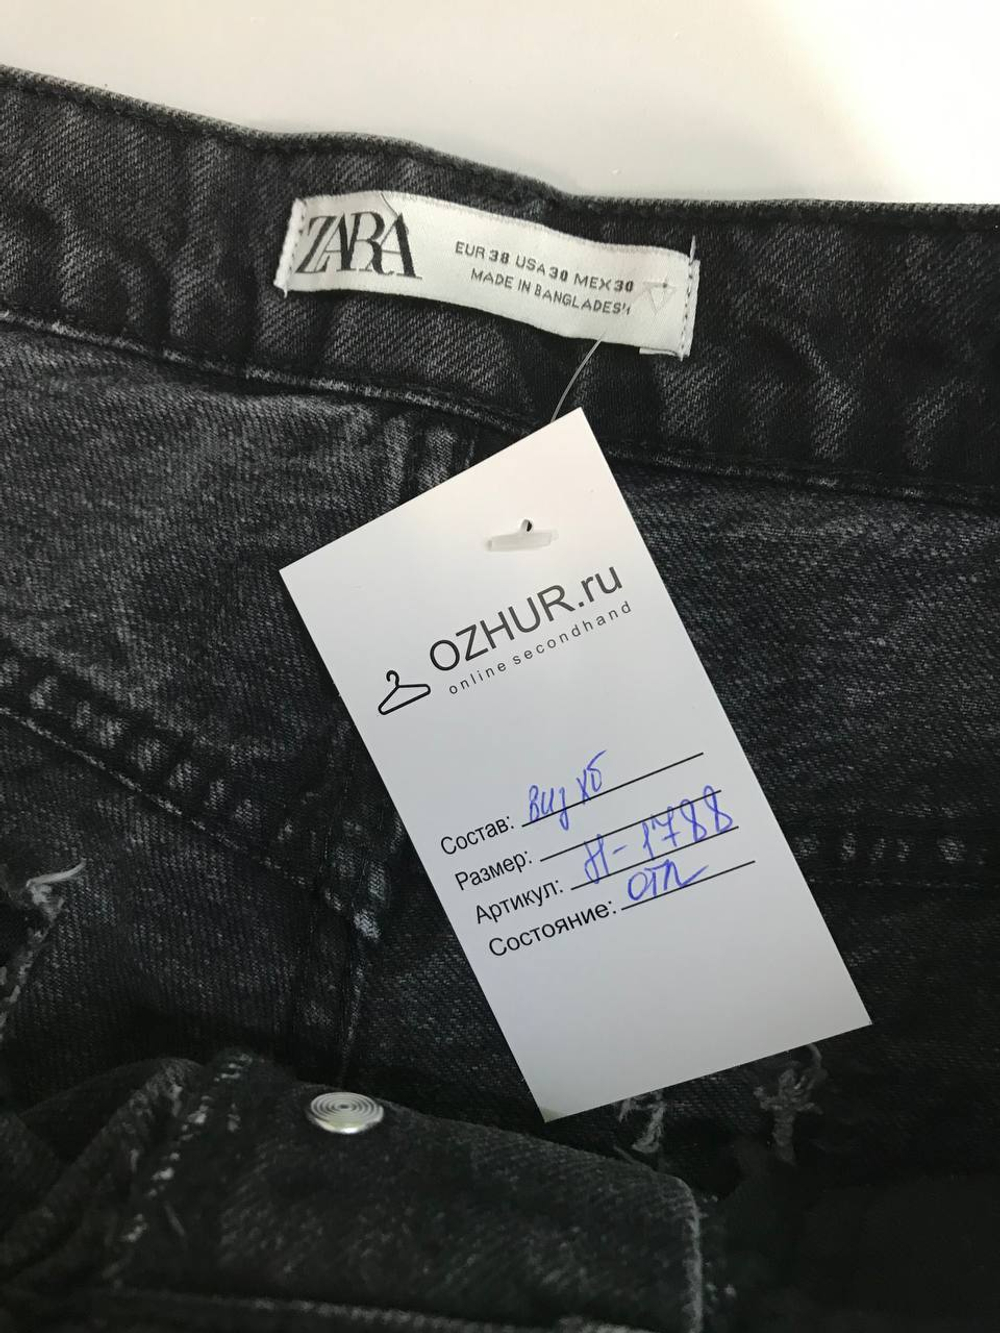 ZARA
EUR 38 USA 30 MEX 30
MADE IN BANGLADESH
OZHUR.ru
online secondhand
Состав: вид хб
Размер:
Артикул: Н-1788
Состояние: отл